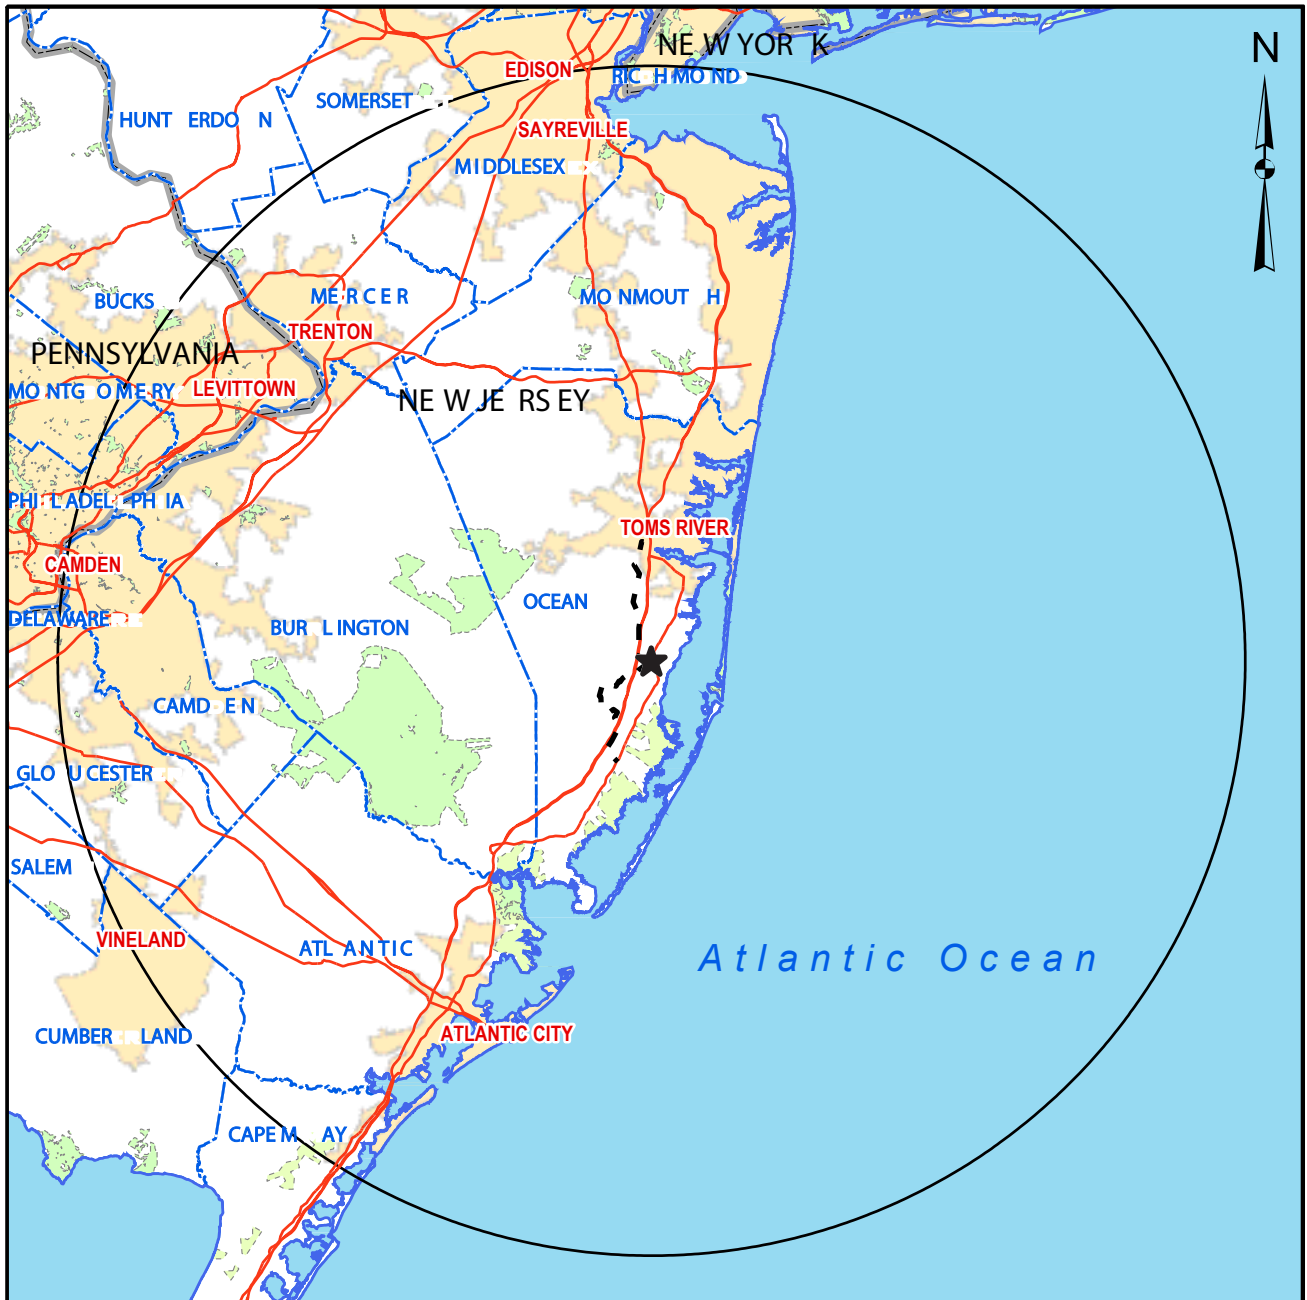 NEW YORK
N
EDISON
RICHMOND
SOMERSET
HUNTERDON
SAYREVILLE
MIDDLESEX
BUCKS
MERCER
MONMOUTH
TRENTON
PENNSYLVANIA
MONTGOMERY
LEVITTOWN
NEW JERSEY
PHILADELPHIA
TOMS RIVER
CAMDEN
OCEAN
DELAWARE
BURLINGTON
CAMDEN
GLOUCESTER
SALEM
VINELAND
ATLANTIC
Atlantic Ocean
CUMBERLAND
ATLANTIC CITY
CAPE MAY